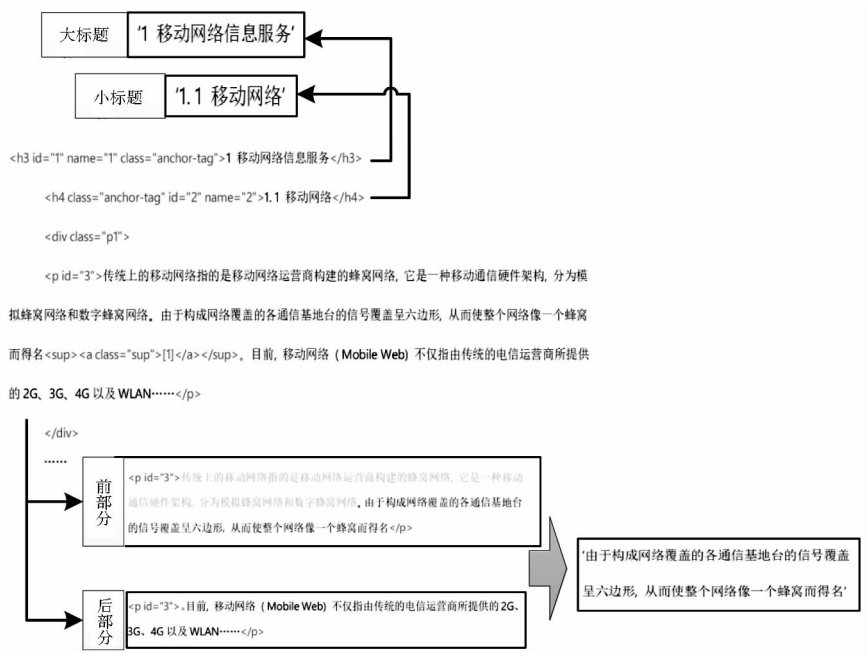 大标题 '1 移动网络信息服务'
小标题 '1.1 移动网络'
<h3 id="1" name="1" class="anchor-tag">1 移动网络信息服务</h3>
<h4 class="anchor-tag" id="2" name="2">1.1 移动网络</h4>
<div class="p1">
<p id="3">传统上的移动网络指的是移动网络运营商构建的蜂窝网络, 它是一种移动通信硬件架构, 分为模
拟蜂窝网络和数字蜂窝网络。由于构成网络覆盖的各通信基地台的信号覆盖呈六边形, 从而使整个网络像一个蜂窝
而得名<sup><a class="sup">[1]</a></sup>。目前, 移动网络 ( Mobile Web) 不仅指由传统的电信运营商所提供
的 2G、3G、4G 以及 WLAN……</p>
</div>
……
前部分
<p id="3">传统上的移动网络指的是移动网络运营商构建的蜂窝网络, 它是一种移动
通信硬件架构, 分为模拟蜂窝网络和数字蜂窝网络。由于构成网络覆盖的各通信基地台
的信号覆盖呈六边形, 从而使整个网络像一个蜂窝而得名</p>
后部分
<p id="3">。目前, 移动网络 ( Mobile Web) 不仅指由传统的电信运营商所提供的 2G、
3G、4G 以及 WLAN……</p>
'由于构成网络覆盖的各通信基地台的信号覆盖
呈六边形, 从而使整个网络像一个蜂窝而得名'